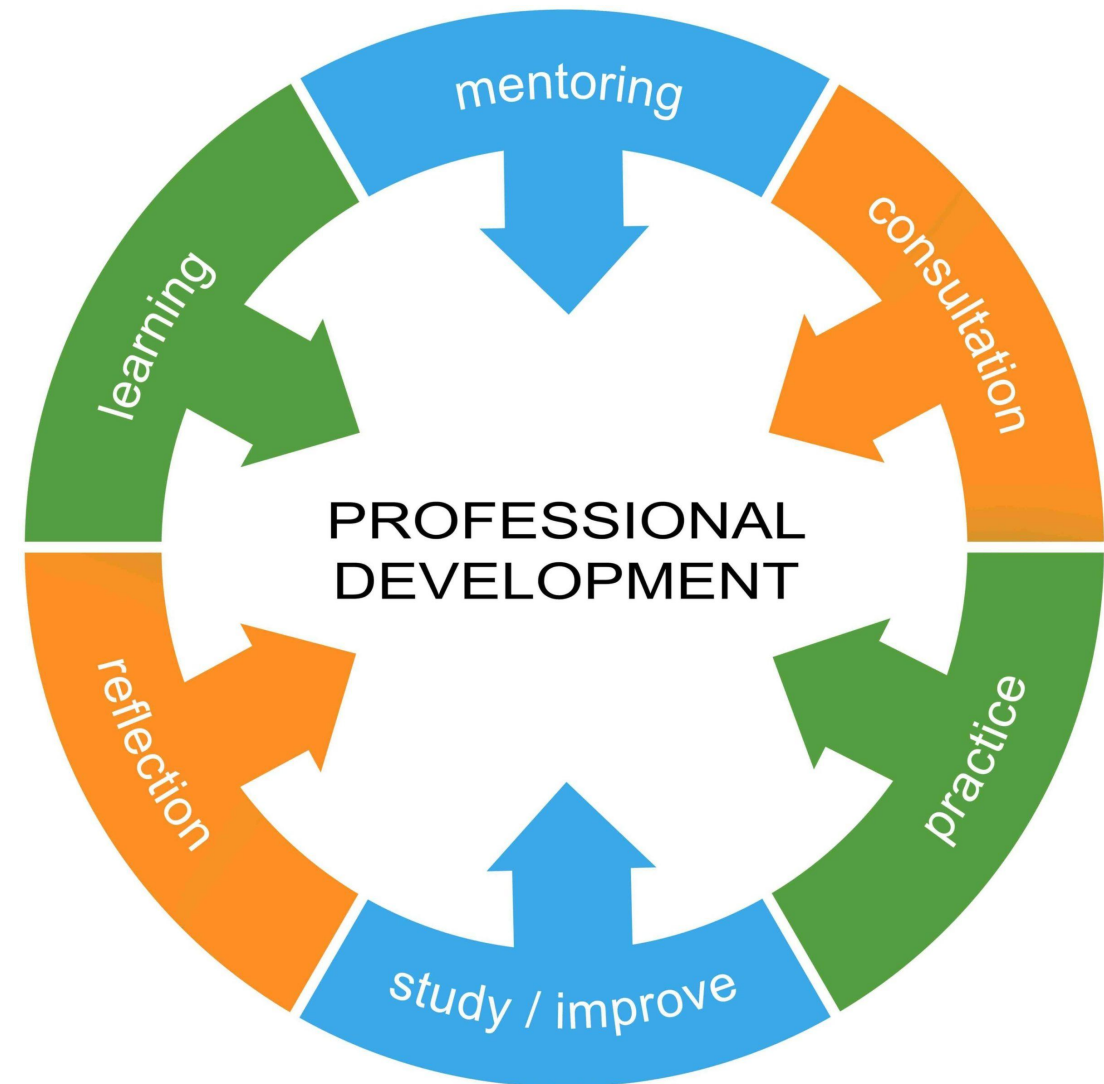 mentoring
consultation
learning
PROFESSIONAL
DEVELOPMENT
reflection
practice
study / improve